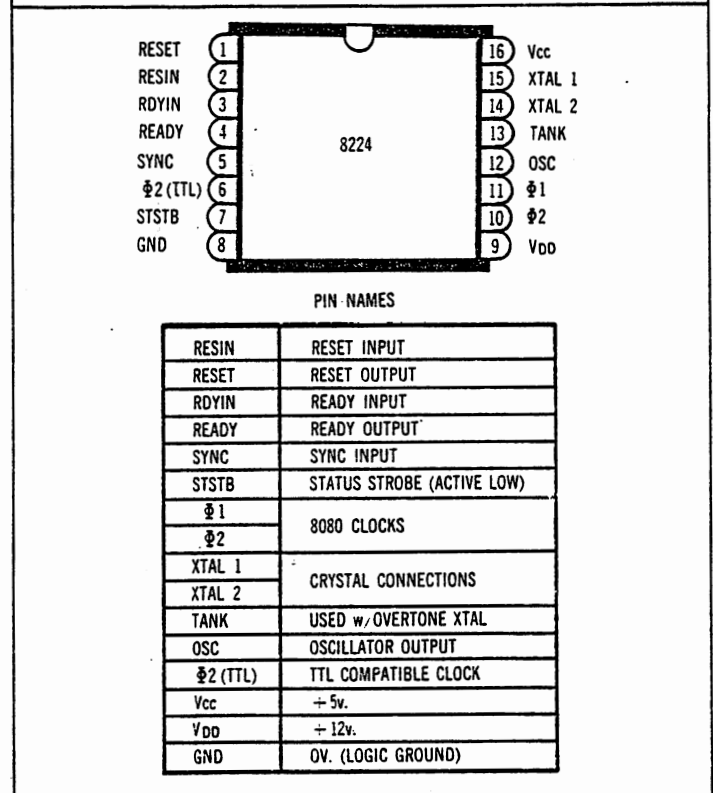 RESET 1 16 Vcc
RESIN 2 15 XTAL 1
RDYIN 3 14 XTAL 2
READY 4 13 TANK
8224
SYNC 5 12 OSC
Φ2 (TTL) 6 11 Φ1
STSTB 7 10 Φ2
GND 8 9 VDD
PIN NAMES
RESIN RESET INPUT
RESET RESET OUTPUT
RDYIN READY INPUT
READY READY OUTPUT
SYNC SYNC INPUT
STSTB STATUS STROBE (ACTIVE LOW)
Φ1
8080 CLOCKS
Φ2
XTAL 1
CRYSTAL CONNECTIONS
XTAL 2
TANK USED w/OVERTONE XTAL
OSC OSCILLATOR OUTPUT
Φ2 (TTL) TTL COMPATIBLE CLOCK
Vcc +5v.
VDD +12v.
GND 0V. (LOGIC GROUND)